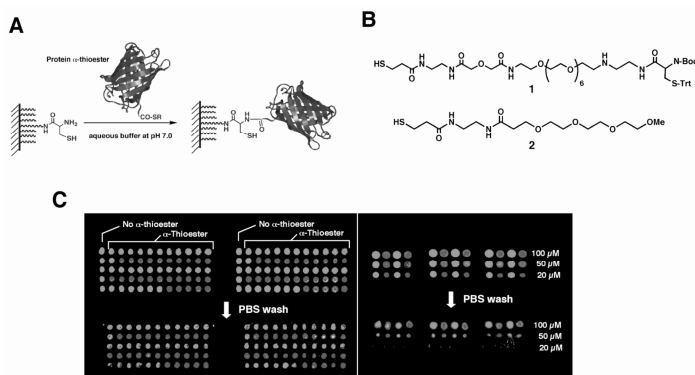 A
Protein α-thioester
CO-SR
O
NH₂
N
H
SH
aqueous buffer at pH 7.0
O
H
N
N
H
O
SH
B
HS
O
N
H
H
N
O
O
O
N
H
O
O
6
H
N
N
H
O
N-Boc
S-Trt
1
HS
O
N
H
H
N
O
O
O
O
OMe
2
C
No α-thioester
α-Thioester
No α-thioester
α-Thioester
PBS wash
100 µM
50 µM
20 µM
PBS wash
100 µM
50 µM
20 µM